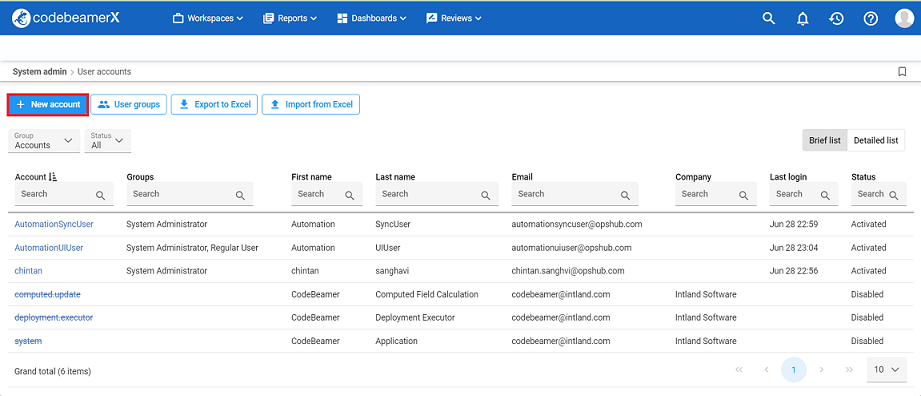 codebeamerX Workspaces Reports Dashboards Reviews
System admin > User accounts
+ New account User groups Export to Excel Import from Excel
Group Accounts Status All Brief list Detailed list
Account Groups First name Last name Email Company Last login Status
Search Search Search Search Search Search Search Search
AutomationSyncUser System Administrator Automation SyncUser automationsyncuser@opshub.com Jun 28 22:59 Activated
AutomationUIUser System Administrator, Regular User Automation UIUser automationuiuser@opshub.com Jun 28 23:04 Activated
chintan System Administrator chintan sanghavi chintan.sanghvi@opshub.com Jun 28 22:56 Activated
computed.update CodeBeamer Computed Field Calculation codebeamer@intland.com Intland Software Disabled
deployment.executor CodeBeamer Deployment Executor codebeamer@intland.com Intland Software Disabled
system CodeBeamer Application codebeamer@intland.com Intland Software Disabled
Grand total (6 items) « ‹ 1 › » 10